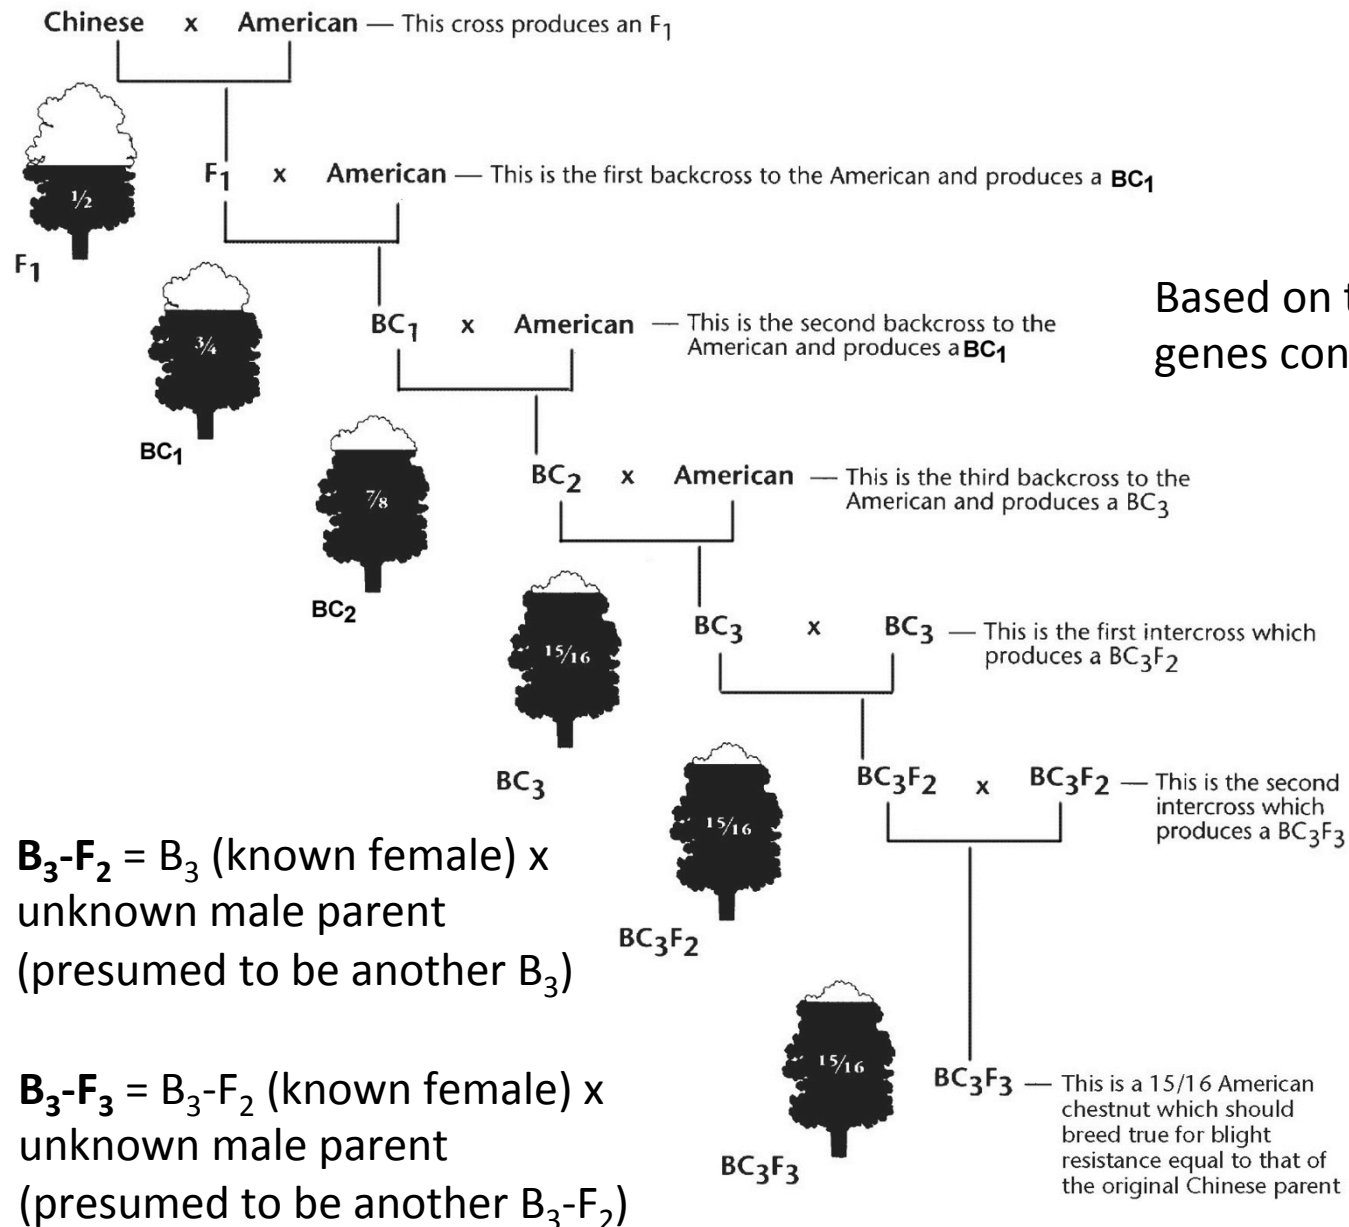 Chinese x American — This cross produces an F₁
1/2
F₁ x American — This is the first backcross to the American and produces a BC₁
F₁
3/4
BC₁ x American — This is the second backcross to the
American and produces a BC₁
Based on
genes
BC₁
7/8
BC₂ x American — This is the third backcross to the
American and produces a BC₃
BC₂
15/16
BC₃ x BC₃ — This is the first intercross which
produces a BC₃F₂
BC₃
15/16
BC₃F₂ x BC₃F₂ — This is the second
intercross which
produces a BC₃F₃
B₃-F₂ = B₃ (known female) x
unknown male parent
(presumed to be another B₃)
BC₃F₂
15/16
BC₃F₃ — This is a 15/16 American
chestnut which should
breed true for blight
resistance equal to that of
the original Chinese parent
BC₃F₃
B₃-F₃ = B₃-F₂ (known female) x
unknown male parent
(presumed to be another B₃-F₂)